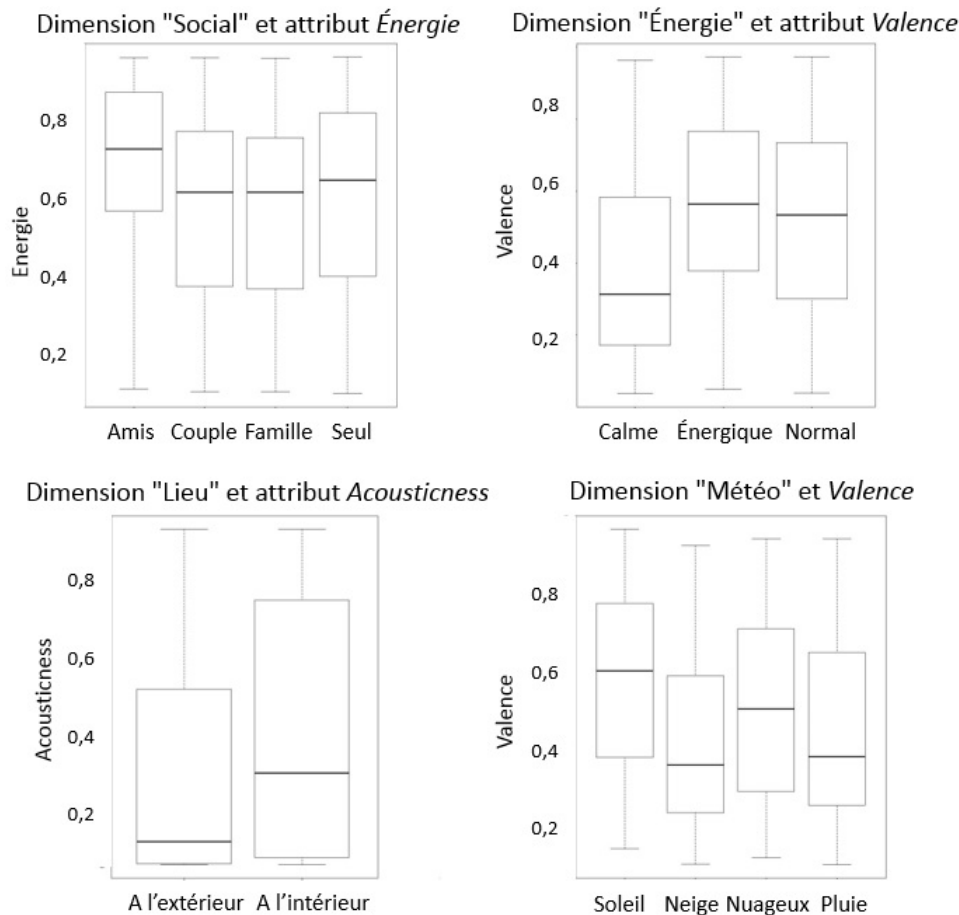 Dimension "Social" et attribut Énergie
Energie
0,8
0,6
0,4
0,2
Amis Couple Famille Seul
Dimension "Énergie" et attribut Valence
Valence
0,8
0,6
0,4
0,2
Calme Énergique Normal
Dimension "Lieu" et attribut Acousticness
Acousticness
0,8
0,6
0,4
0,2
A l’extérieur A l’intérieur
Dimension "Météo" et Valence
Valence
0,8
0,6
0,4
0,2
Soleil Neige Nuageux Pluie